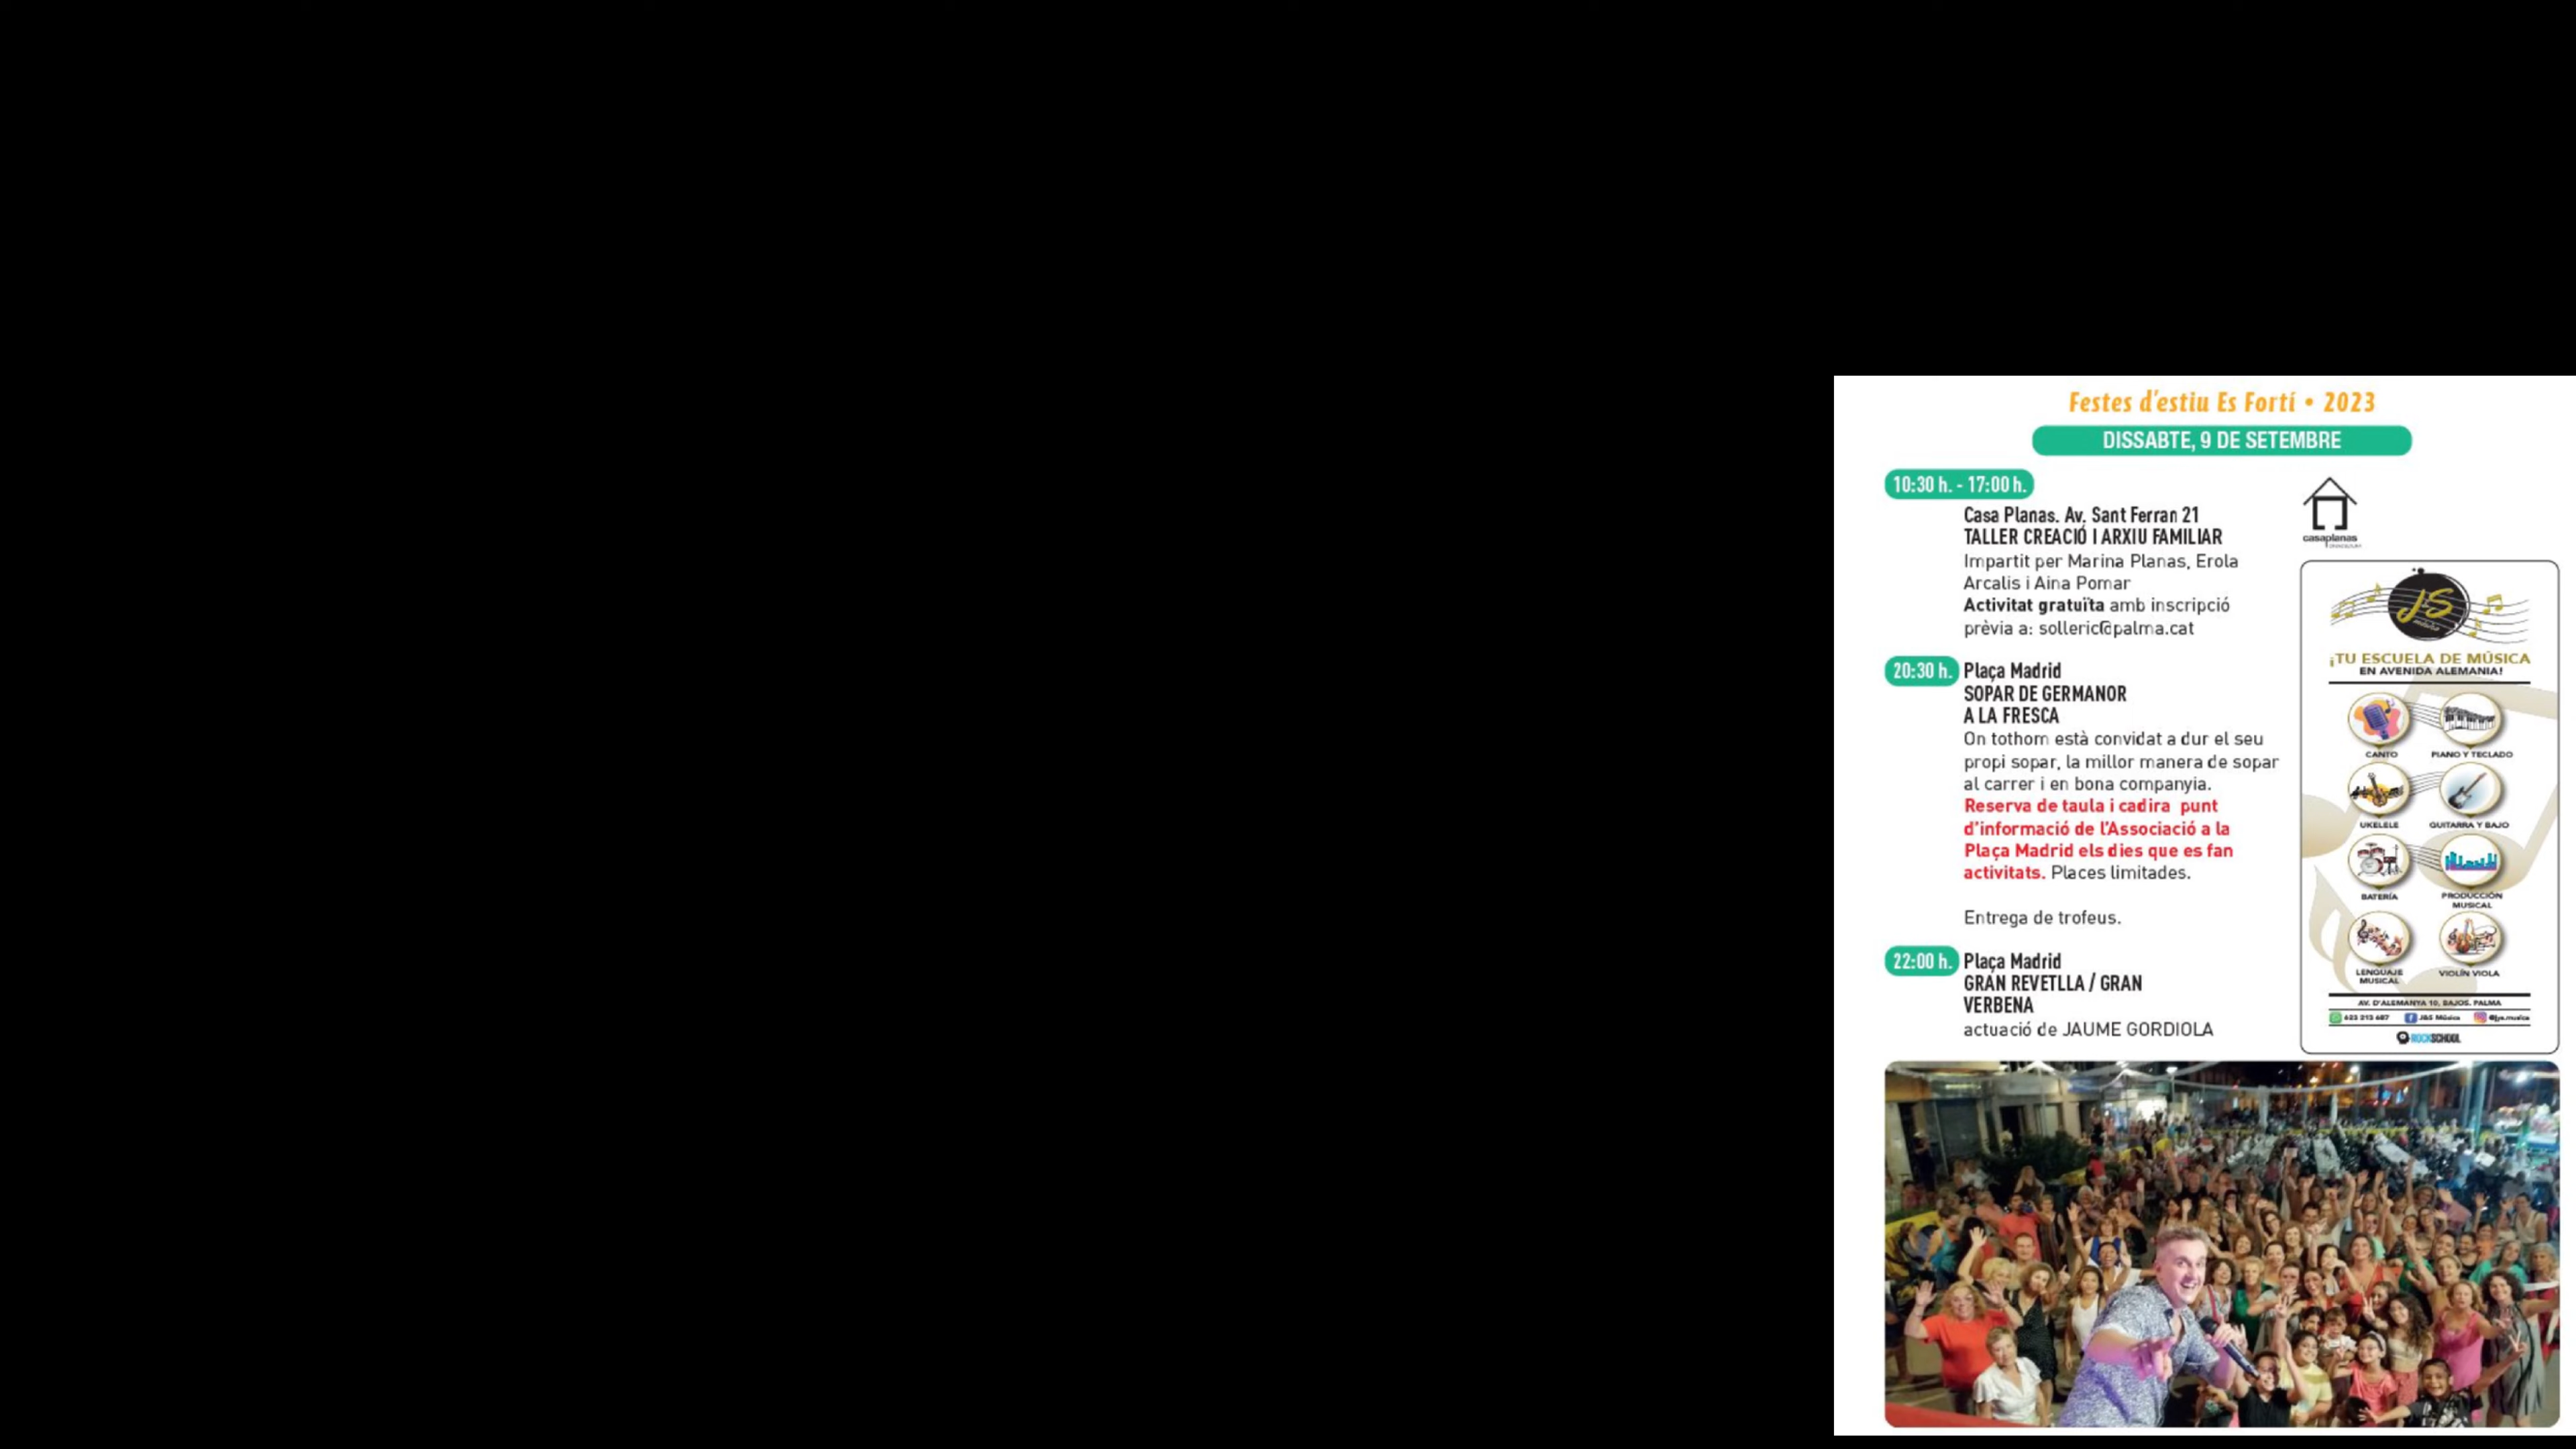 Festes d'estiu Es Fortí • 2023
DISSABTE, 9 DE SETEMBRE
10:30 h. - 17:00 h.
Casa Planas. Av. Sant Ferran 21
TALLER CREACIÓ I ARXIU FAMILIAR
Impartit per Marina Planas, Erola
Arcalis i Aina Pomar
Activitat gratuïta amb inscripció
prèvia a: solleric@palma.cat
20:30 h. Plaça Madrid
SOPAR DE GERMANOR
A LA FRESCA
On tothom està convidat a dur el seu
propi sopar, la millor manera de sopar
al carrer i en bona companyia.
Reserva de taula i cadira punt
d'informació de l'Associació a la
Plaça Madrid els dies que es fan
activitats. Places limitades.
Entrega de trofeus.
22:00 h. Plaça Madrid
GRAN REVETLLA / GRAN
VERBENA
actuació de JAUME GORDIOLA
casaplanas
JS
¡TU ESCUELA DE MÚSICA
EN AVENIDA ALEMANIA!
CANTO
PIANO Y TECLADO
UKELELE
GUITARRA Y BAJO
BATERÍA
PRODUCCIÓN
MUSICAL
LENGUAJE
MUSICAL
VIOLÍN VIOLA
AV. D'ALEMANYA 10, BAJOS. PALMA
J&S Música
ROCKSCHOOL